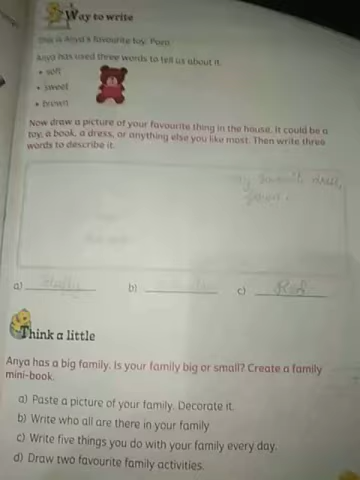 Way to write
This is Anya's favourite toy, Popo.
Anya has used three words to tell us about it.
• soft
• sweet
• brown
Now draw a picture of your favourite thing in the house. It could be a
toy, a book, a dress, or anything else you like most. Then write three
words to describe it.
a)
b)
c) Red
Think a little
Anya has a big family. Is your family big or small? Create a family
mini-book.
a) Paste a picture of your family. Decorate it.
b) Write who all are there in your family
c) Write five things you do with your family every day.
d) Draw two favourite family activities.